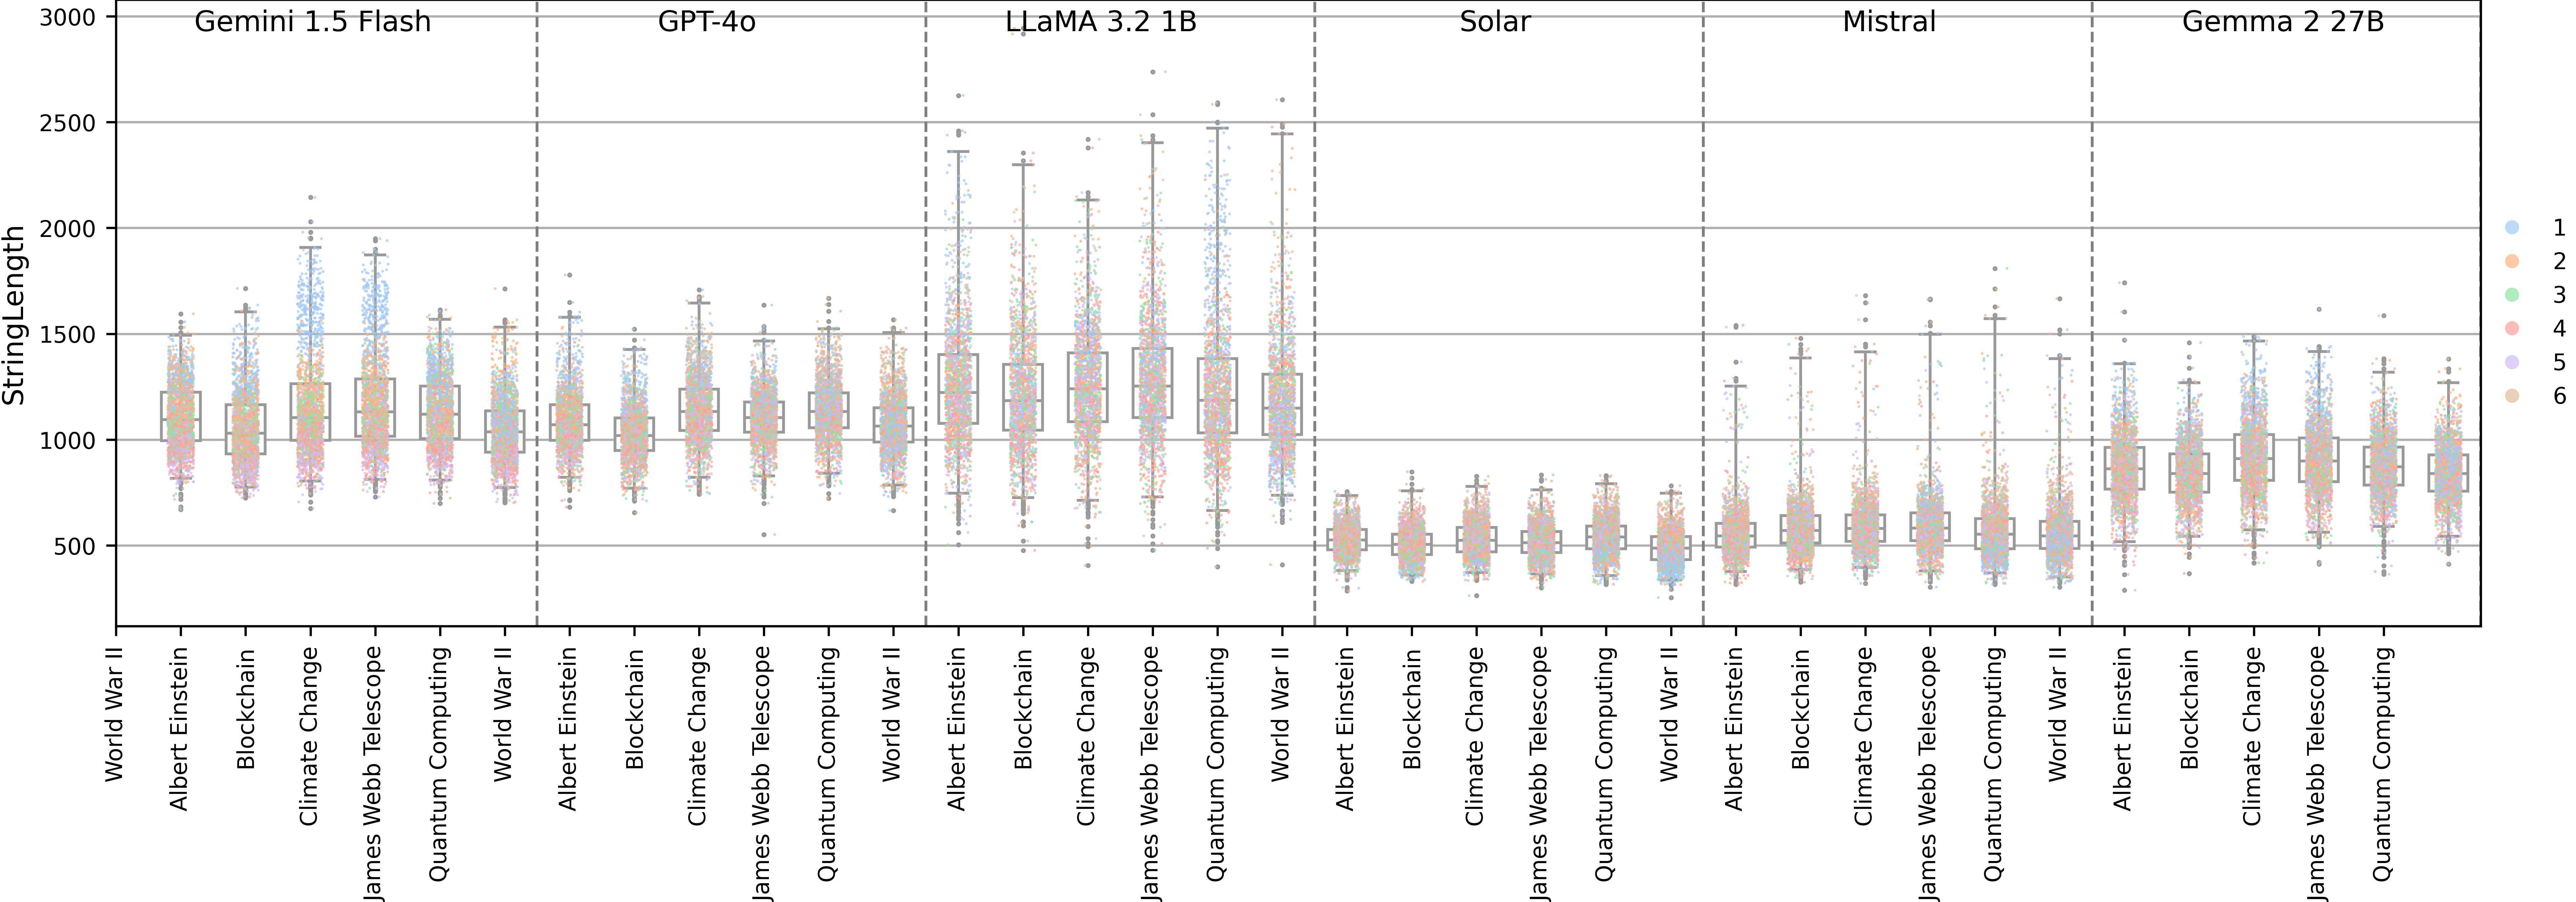 Gemini 1.5 Flash
GPT-4o
LLaMA 3.2 1B
Solar
Mistral
Gemma 2 27B
StringLength
3000
2500
2000
1500
1000
500
1
2
3
4
5
6
World War II
Albert Einstein
Blockchain
Climate Change
James Webb Telescope
Quantum Computing
World War II
Albert Einstein
Blockchain
Climate Change
James Webb Telescope
Quantum Computing
World War II
Albert Einstein
Blockchain
Climate Change
James Webb Telescope
Quantum Computing
World War II
Albert Einstein
Blockchain
Climate Change
James Webb Telescope
Quantum Computing
World War II
Albert Einstein
Blockchain
Climate Change
James Webb Telescope
Quantum Computing
World War II
Albert Einstein
Blockchain
Climate Change
James Webb Telescope
Quantum Computing